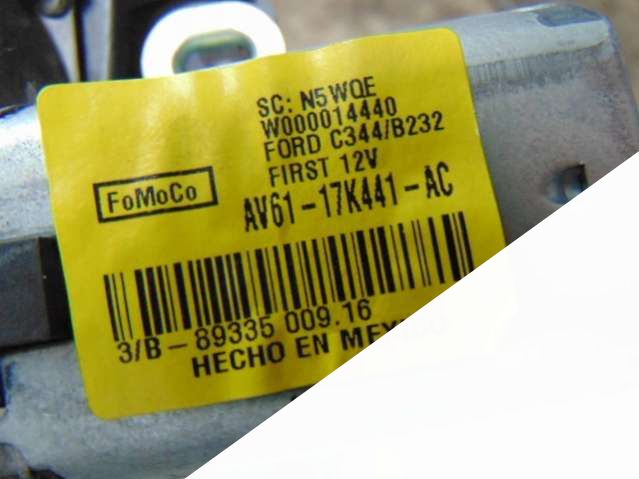 SC: N5WQE
W000014440
FORD C344/B232
FIRST 12V
FoMoCo
AV61-17K441-AC
3/B-89335 009.16
HECHO EN